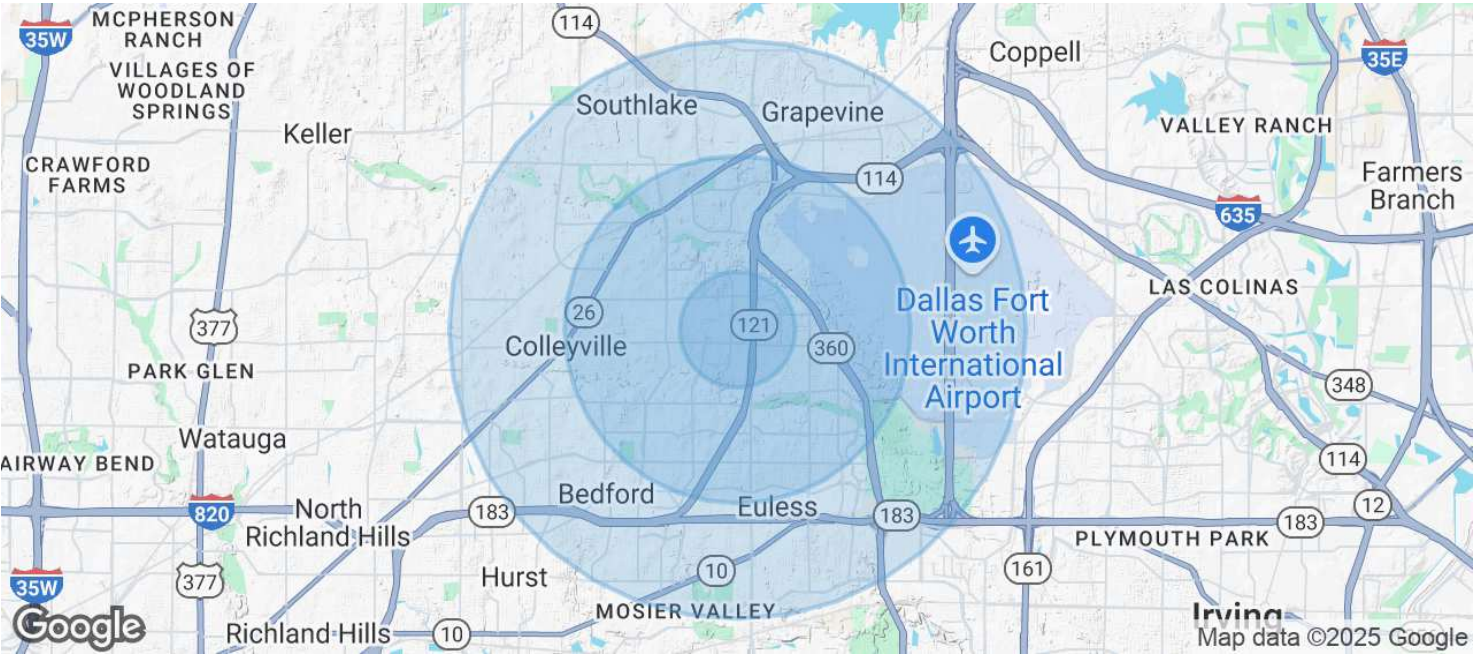 MCPHERSON
RANCH
35W
114
Coppell
35E
VILLAGES OF
WOODLAND
SPRINGS
Southlake
Grapevine
Keller
VALLEY RANCH
CRAWFORD
FARMS
114
Farmers
Branch
635
LAS COLINAS
Dallas Fort
Worth
International
Airport
377
26
121
Colleyville
360
PARK GLEN
348
Watauga
AIRWAY BEND
114
Bedford
Euless
12
820
North
Richland Hills
183
183
183
PLYMOUTH PARK
161
377
35W
Hurst
10
MOSIER VALLEY
Irving
Google
Richland Hills
10
Map data ©2025 Google